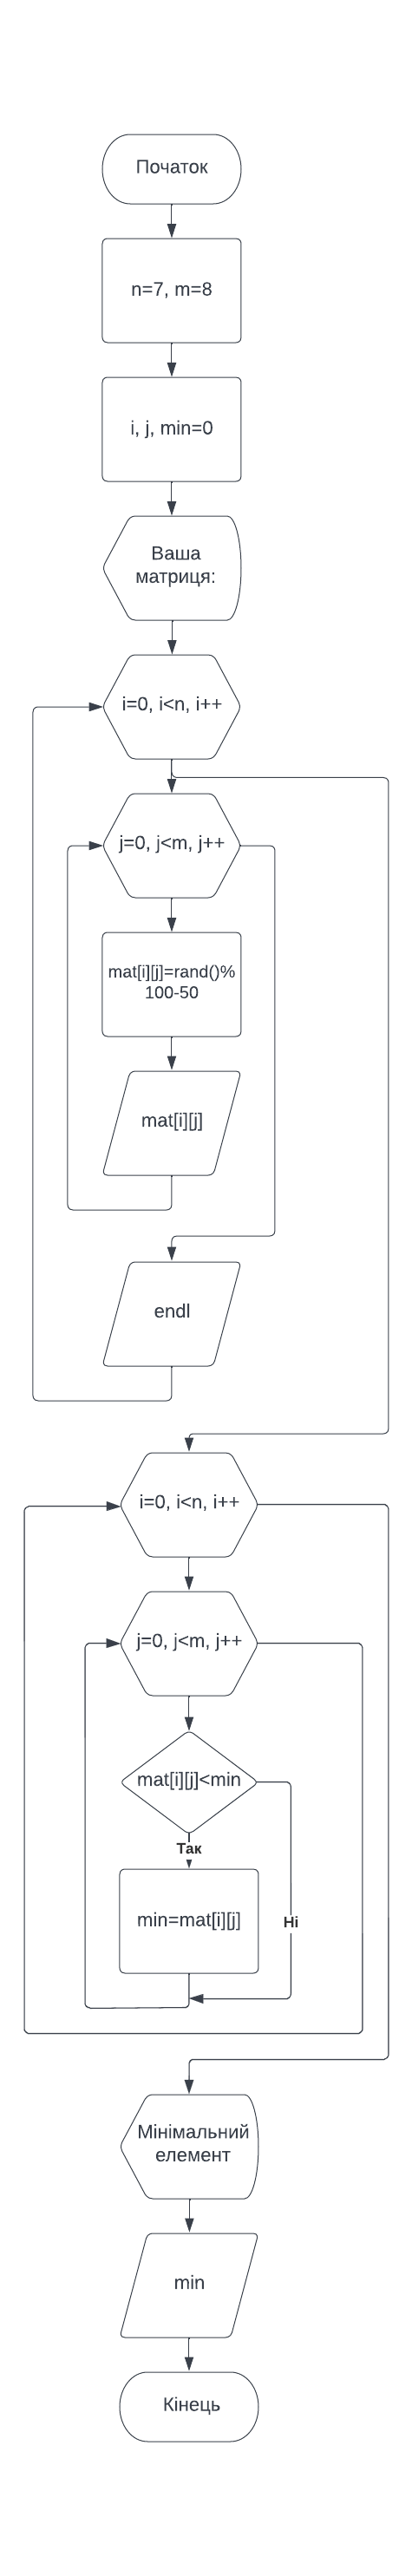 Початок
n=7, m=8
i, j, min=0
Ваша
матриця:
i=0, i<n, i++
j=0, j<m, j++
mat[i][j]=rand()%
100-50
mat[i][j]
endl
i=0, i<n, i++
j=0, j<m, j++
mat[i][j]<min
Так
min=mat[i][j]
Ні
Мінімальний
елемент
min
Кінець